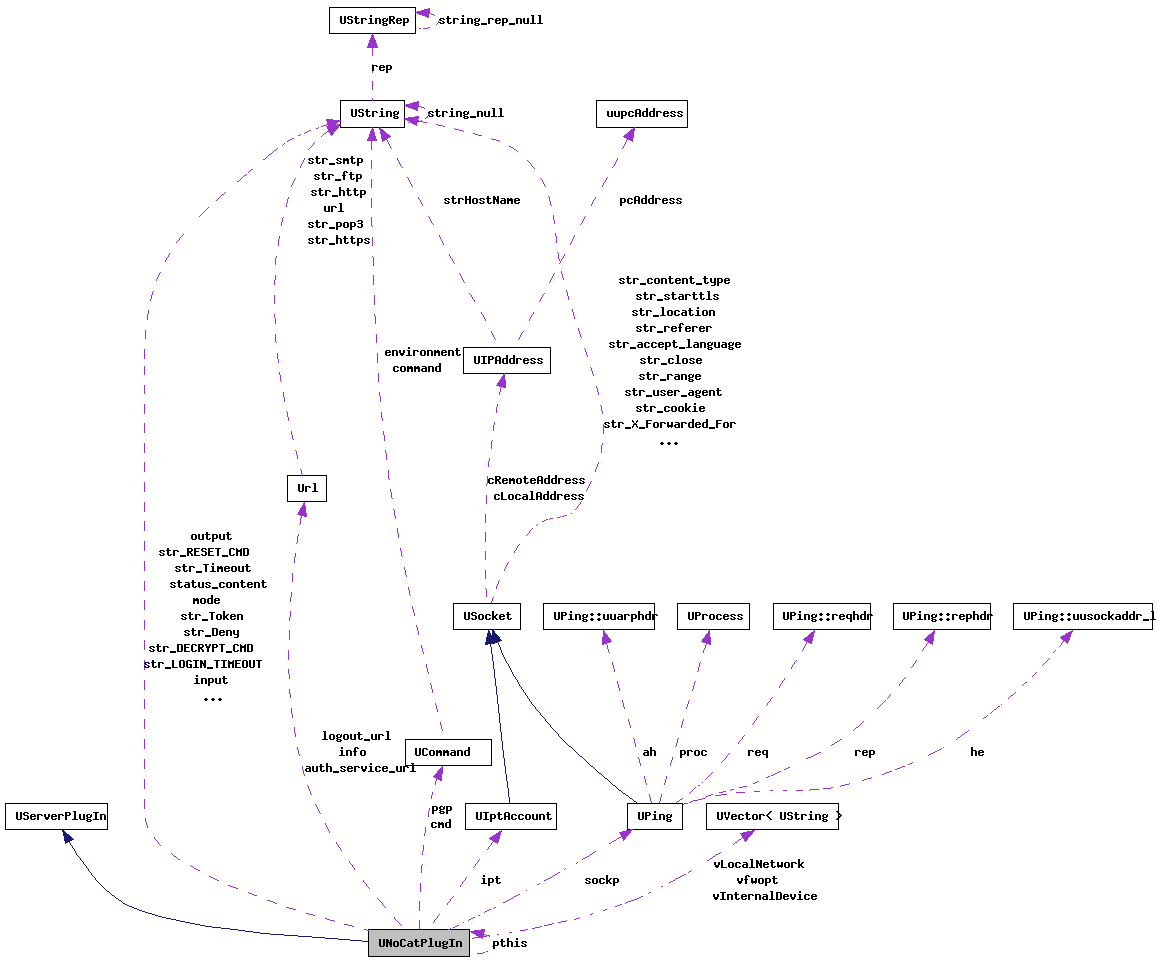 UStringRep
string_rep_null
rep
UString
string_null
uupcAddress
str_smtp
str_ftp
str_http
url
str_pop3
str_https
strHostName
pcAddress
str_content_type
str_starttls
str_location
str_referer
str_accept_language
str_close
str_range
str_user_agent
str_cookie
str_X_Forwarded_For
...
environment
command
UIPAddress
cRemoteAddress
cLocalAddress
Url
output
str_RESET_CMD
str_Timeout
status_content
mode
str_Token
str_Deny
str_DECRYPT_CMD
str_LOGIN_TIMEOUT
input
...
USocket
UPing::uuarphdr
UProcess
UPing::reqhdr
UPing::rephdr
UPing::uusockaddr_l
logout_url
info
auth_service_url
UCommand
ah
proc
req
rep
he
pgp
cmd
UServerPlugIn
UIptAccount
UPing
UVector< UString >
ipt
sockp
vLocalNetwork
vfwopt
vInternalDevice
UNoCatPlugIn
pthis